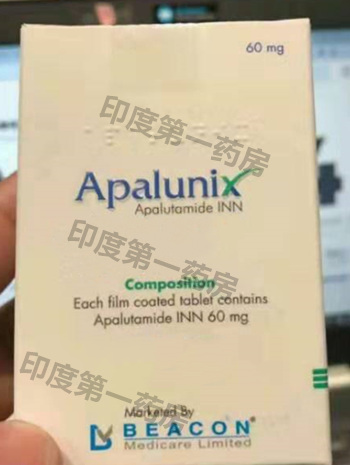 60 mg
印度第一药房
Apalunix
Apalutamide INN
印度第一药房
Composition
Each film coated tablet contains
Apalutamide INN 60 mg
印度第一药房
Marketed By
BEACON®
Medicare Limited